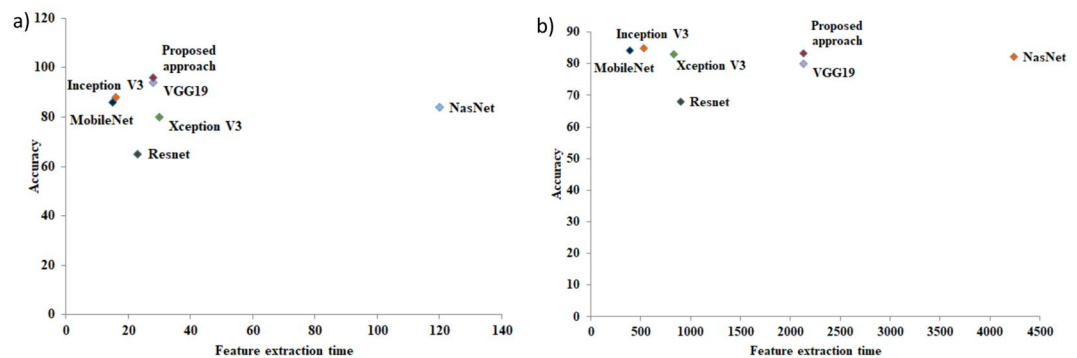 a)
120
100
80
60
40
20
0
Accuracy
Proposed
approach
Inception V3
VGG19
MobileNet
NasNet
Xception V3
Resnet
0 20 40 60 80 100 120 140
Feature extraction time
b)
90
80
70
60
50
40
30
20
10
0
Accuracy
Inception V3
Proposed
approach
MobileNet
Xception V3
VGG19
NasNet
Resnet
0 500 1000 1500 2000 2500 3000 3500 4000 4500
Feature extraction time